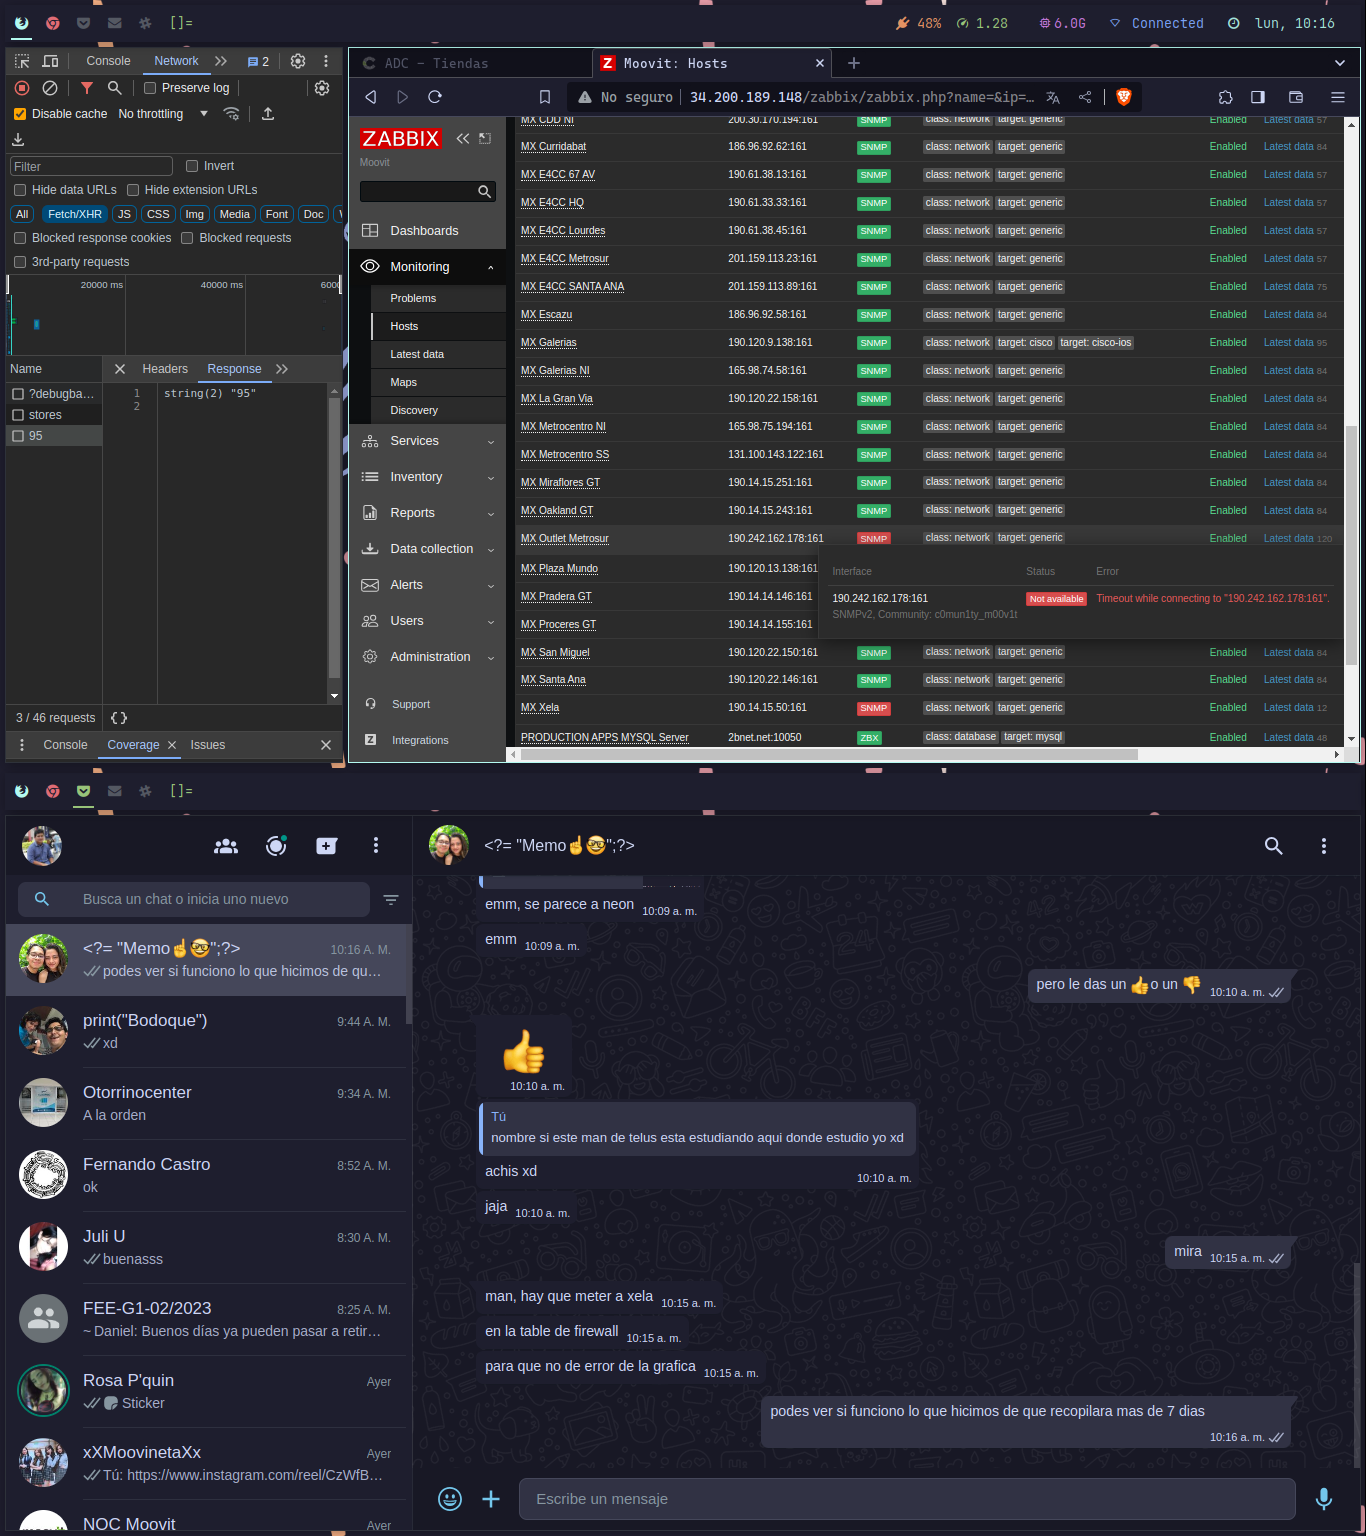 []=
48%
1.28
6.0G
Connected
lun, 10:16
Console
Network
2
Preserve log
Disable cache
No throttling
Filter
Invert
Hide data URLs
Hide extension URLs
All
Fetch/XHR
JS
CSS
Img
Media
Font
Doc
Blocked response cookies
Blocked requests
3rd-party requests
20000 ms
40000 ms
6000
Name
Headers
Response
?debugba…
stores
95
1
2
string(2) "95"
3 / 46 requests
{}
Console
Coverage
Issues
ADC – Tiendas
Moovit: Hosts
No seguro
34.200.189.148/zabbix/zabbix.php?name=&ip=…
ZABBIX
Moovit
Dashboards
Monitoring
Problems
Hosts
Latest data
Maps
Discovery
Services
Inventory
Reports
Data collection
Alerts
Users
Administration
Support
Integrations
MX CDD NI 200.30.170.194:161 SNMP class: network target: generic Enabled Latest data 57
MX Curridabat 186.96.92.62:161 SNMP class: network target: generic Enabled Latest data 84
MX E4CC 67 AV 190.61.38.13:161 SNMP class: network target: generic Enabled Latest data 57
MX E4CC HQ 190.61.33.33:161 SNMP class: network target: generic Enabled Latest data 57
MX E4CC Lourdes 190.61.38.45:161 SNMP class: network target: generic Enabled Latest data 57
MX E4CC Metrosur 201.159.113.23:161 SNMP class: network target: generic Enabled Latest data 57
MX E4CC SANTA ANA 201.159.113.89:161 SNMP class: network target: generic Enabled Latest data 75
MX Escazu 186.96.92.58:161 SNMP class: network target: generic Enabled Latest data 84
MX Galerias 190.120.9.138:161 SNMP class: network target: cisco target: cisco-ios Enabled Latest data 95
MX Galerias NI 165.98.74.58:161 SNMP class: network target: generic Enabled Latest data 84
MX La Gran Via 190.120.22.158:161 SNMP class: network target: generic Enabled Latest data 84
MX Metrocentro NI 165.98.75.194:161 SNMP class: network target: generic Enabled Latest data 84
MX Metrocentro SS 131.100.143.122:161 SNMP class: network target: generic Enabled Latest data 84
MX Miraflores GT 190.14.15.251:161 SNMP class: network target: generic Enabled Latest data 84
MX Oakland GT 190.14.15.243:161 SNMP class: network target: generic Enabled Latest data 84
MX Outlet Metrosur 190.242.162.178:161 SNMP class: network target: generic Enabled Latest data 120
MX Plaza Mundo 190.120.13.138:161
MX Pradera GT 190.14.14.146:161
MX Proceres GT 190.14.14.155:161
Interface Status Error
190.242.162.178:161 Not available Timeout while connecting to "190.242.162.178:161".
SNMPv2, Community: c0mun1ty_m00v1t
MX San Miguel 190.120.22.150:161 SNMP class: network target: generic Enabled Latest data 84
MX Santa Ana 190.120.22.146:161 SNMP class: network target: generic Enabled Latest data 84
MX Xela 190.14.15.50:161 SNMP class: network target: generic Enabled Latest data 12
PRODUCTION APPS MYSQL Server 2bnet.net:10050 ZBX class: database target: mysql Enabled Latest data 48
[]=
Busca un chat o inicia uno nuevo
<?= "Memo☝️🤓";?>
10:16 A. M.
podes ver si funciono lo que hicimos de qu…
print("Bodoque")
9:44 A. M.
xd
Otorrinocenter
9:34 A. M.
A la orden
Fernando Castro
8:52 A. M.
ok
Juli U
8:30 A. M.
buenasss
FEE-G1-02/2023
8:25 A. M.
~ Daniel: Buenos días ya pueden pasar a retir…
Rosa P'quin
Ayer
Sticker
xXMoovinetaXx
Ayer
Tú: https://www.instagram.com/reel/CzWfB…
NOC Moovit
Ayer
<?= "Memo☝️🤓";?>
emm, se parece a neon
10:09 a. m.
emm
10:09 a. m.
pero le das un 👍o un 👎
10:10 a. m.
👍
10:10 a. m.
Tú
nombre si este man de telus esta estudiando aqui donde estudio yo xd
achis xd
10:10 a. m.
jaja
10:10 a. m.
mira
10:15 a. m.
man, hay que meter a xela
10:15 a. m.
en la table de firewall
10:15 a. m.
para que no de error de la grafica
10:15 a. m.
podes ver si funciono lo que hicimos de que recopilara mas de 7 dias
10:16 a. m.
Escribe un mensaje